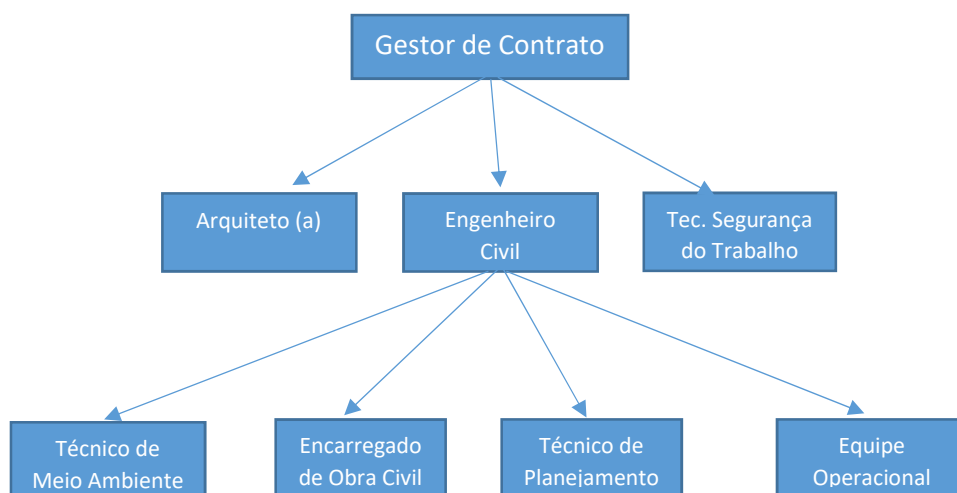 Gestor de Contrato
Arquiteto (a)
Engenheiro
Civil
Tec. Segurança
do Trabalho
Técnico de
Meio Ambiente
Encarregado
de Obra Civil
Técnico de
Planejamento
Equipe
Operacional